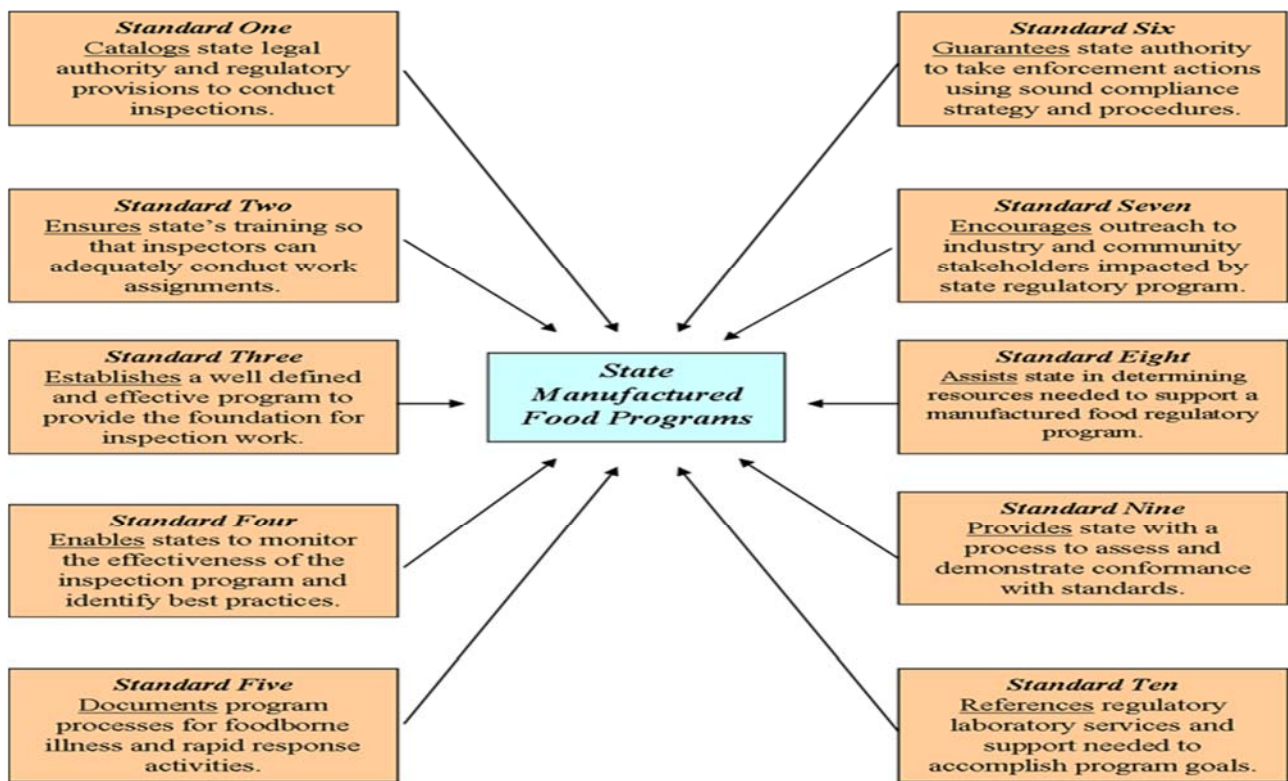 Standard One
Catalogs state legal
authority and regulatory
provisions to conduct
inspections.
Standard Two
Ensures state's training so
that inspectors can
adequately conduct work
assignments.
Standard Three
Establishes a well defined
and effective program to
provide the foundation for
inspection work.
Standard Four
Enables states to monitor
the effectiveness of the
inspection program and
identify best practices.
Standard Five
Documents program
processes for foodborne
illness and rapid response
activities.
State
Manufactured
Food Programs
Standard Six
Guarantees state authority
to take enforcement actions
using sound compliance
strategy and procedures.
Standard Seven
Encourages outreach to
industry and community
stakeholders impacted by
state regulatory program.
Standard Eight
Assists state in determining
resources needed to support a
manufactured food regulatory
program.
Standard Nine
Provides state with a
process to assess and
demonstrate conformance
with standards.
Standard Ten
References regulatory
laboratory services and
support needed to
accomplish program goals.